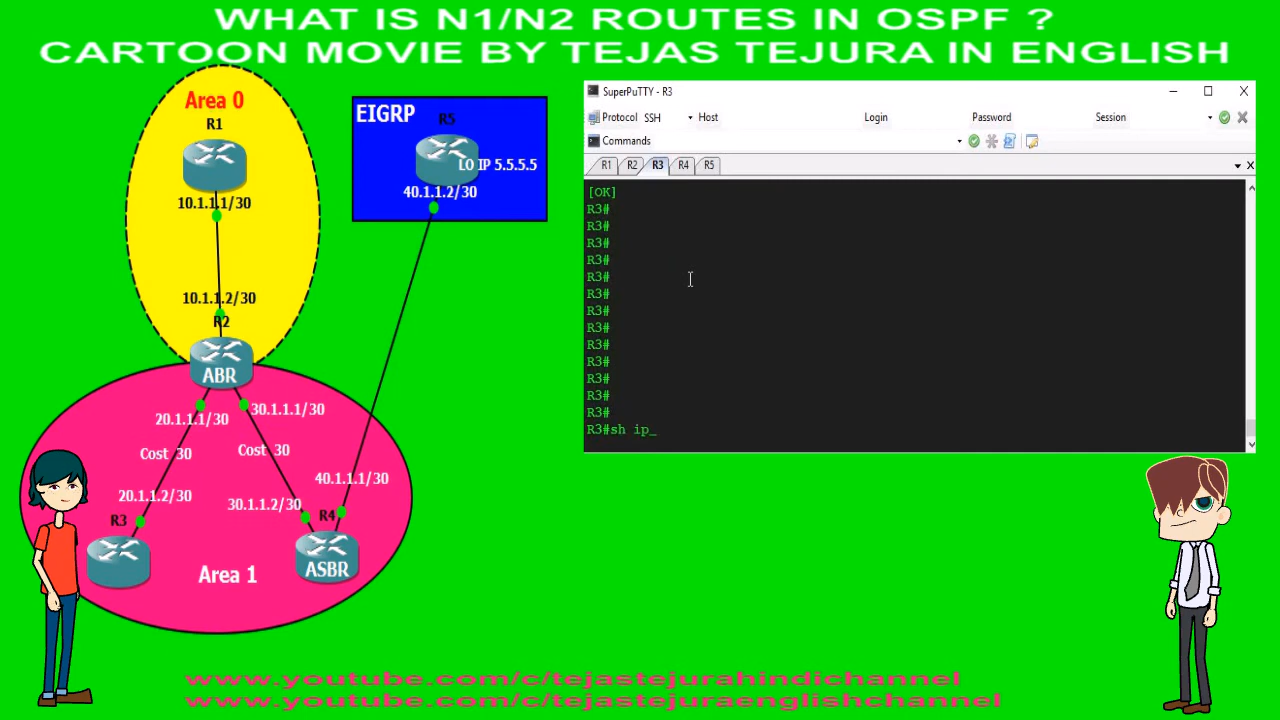 WHAT IS N1/N2 ROUTES IN OSPF ?
CARTOON MOVIE BY TEJAS TEJURA IN ENGLISH
Area 0
R1
10.1.1.1/30
10.1.1.2/30
R2
ABR
20.1.1.1/30
30.1.1.1/30
Cost 30
Cost 30
20.1.1.2/30
30.1.1.2/30
R3
R4
ASBR
Area 1
40.1.1.1/30
EIGRP
R5
LO IP 5.5.5.5
40.1.1.2/30
SuperPuTTY - R3
Protocol SSH Host Login Password Session
Commands
R1 R2 R3 R4 R5
[OK]
R3#
R3#
R3#
R3#
R3#
R3#
R3#
R3#
R3#
R3#
R3#
R3#
R3#
R3#sh ip_
www.youtube.com/c/tejastejurahindichannel
www.youtube.com/c/tejastejuraenglishchannel